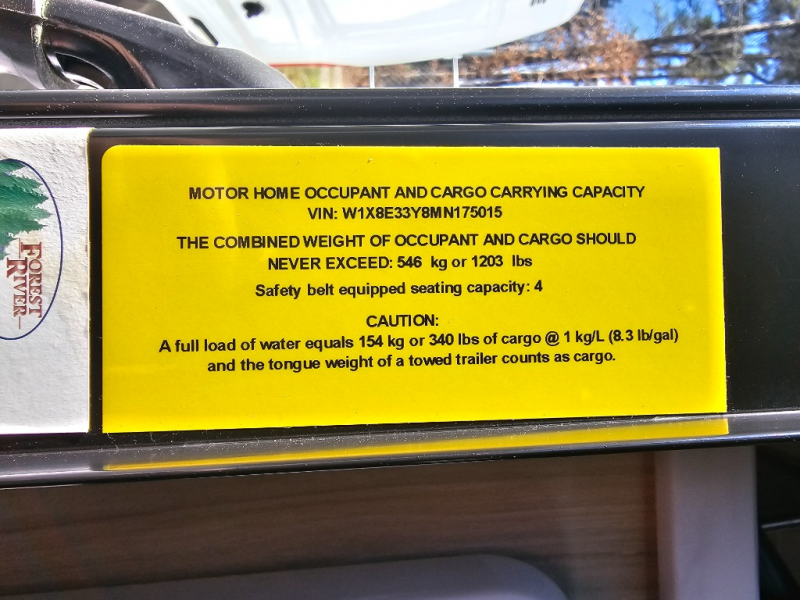 MOTOR HOME OCCUPANT AND CARGO CARRYING CAPACITY
VIN: W1X8E33Y8MN175015
THE COMBINED WEIGHT OF OCCUPANT AND CARGO SHOULD
NEVER EXCEED: 546 kg or 1203 lbs
Safety belt equipped seating capacity: 4
CAUTION:
A full load of water equals 154 kg or 340 lbs of cargo @ 1 kg/L (8.3 lb/gal)
and the tongue weight of a towed trailer counts as cargo.
FOREST
RIVER